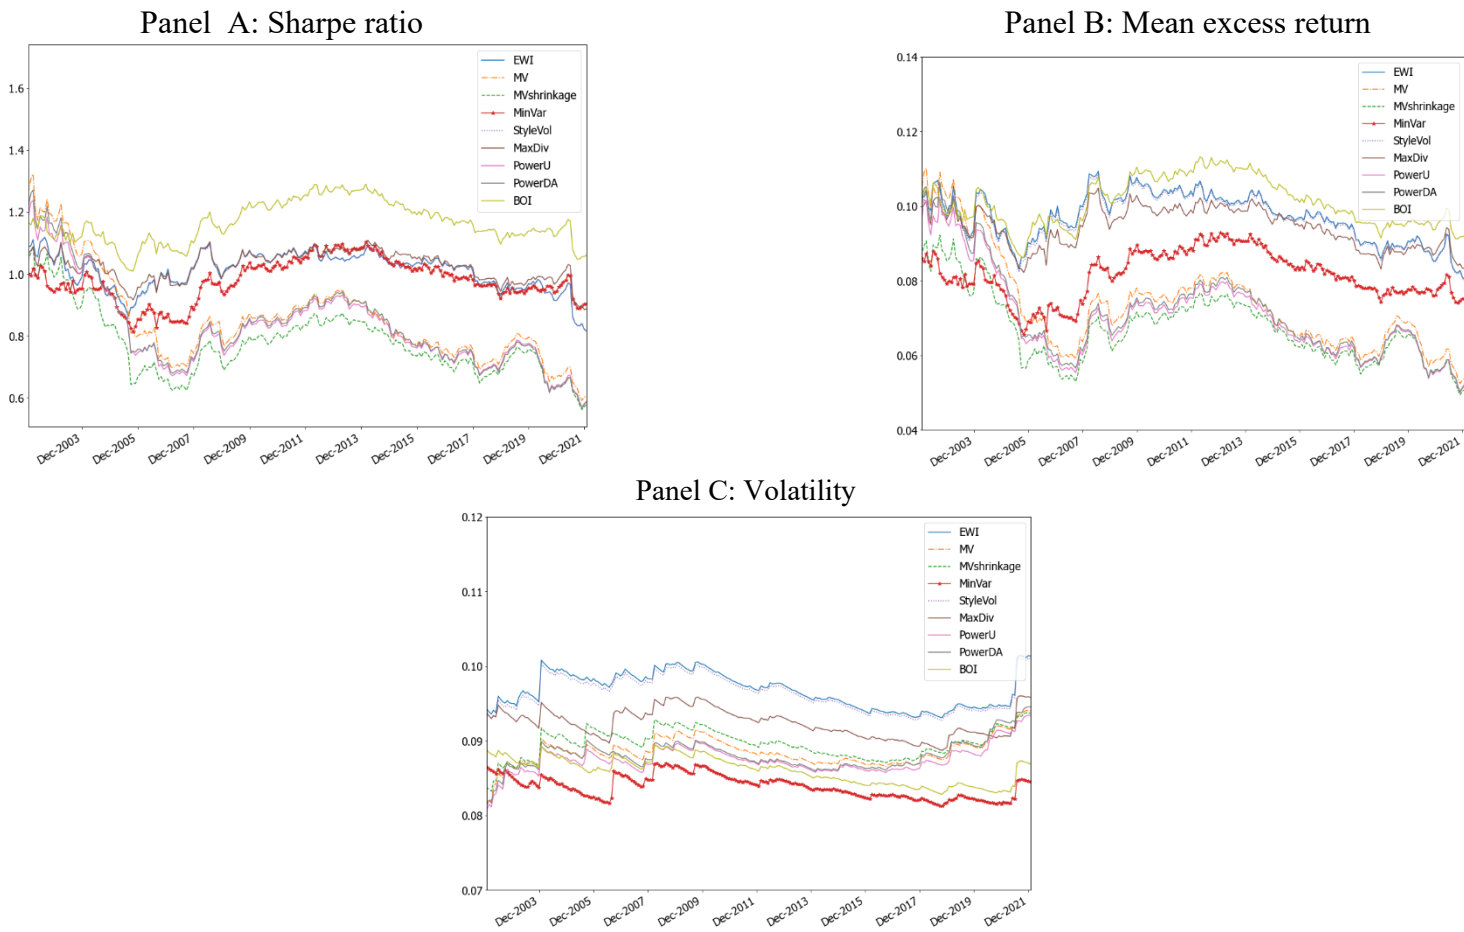 Panel A: Sharpe ratio
1.6
1.4
1.2
1.0
0.8
0.6
EWI
MV
MVshrinkage
MinVar
StyleVol
MaxDiv
PowerU
PowerDA
BOI
Dec-2003
Dec-2005
Dec-2007
Dec-2009
Dec-2011
Dec-2013
Dec-2015
Dec-2017
Dec-2019
Dec-2021
Panel B: Mean excess return
0.14
0.12
0.10
0.08
0.06
0.04
EWI
MV
MVshrinkage
MinVar
StyleVol
MaxDiv
PowerU
PowerDA
BOI
Dec-2003
Dec-2005
Dec-2007
Dec-2009
Dec-2011
Dec-2013
Dec-2015
Dec-2017
Dec-2019
Dec-2021
Panel C: Volatility
0.12
0.11
0.10
0.09
0.08
0.07
EWI
MV
MVshrinkage
MinVar
StyleVol
MaxDiv
PowerU
PowerDA
BOI
Dec-2003
Dec-2005
Dec-2007
Dec-2009
Dec-2011
Dec-2013
Dec-2015
Dec-2017
Dec-2019
Dec-2021